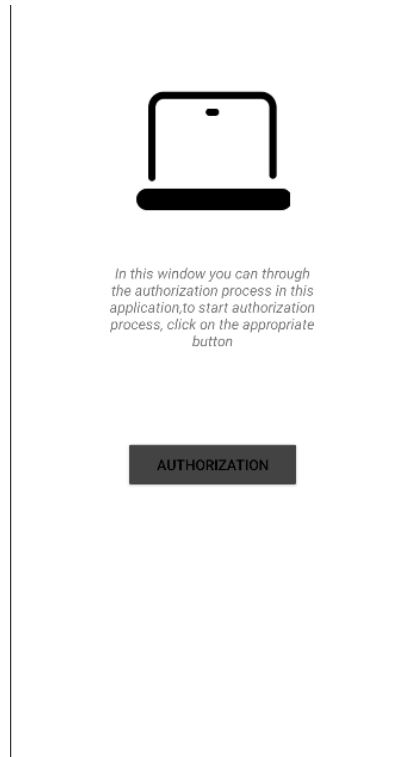 In this window you can through
the authorization process in this
application,to start authorization
process, click on the appropriate
button
AUTHORIZATION